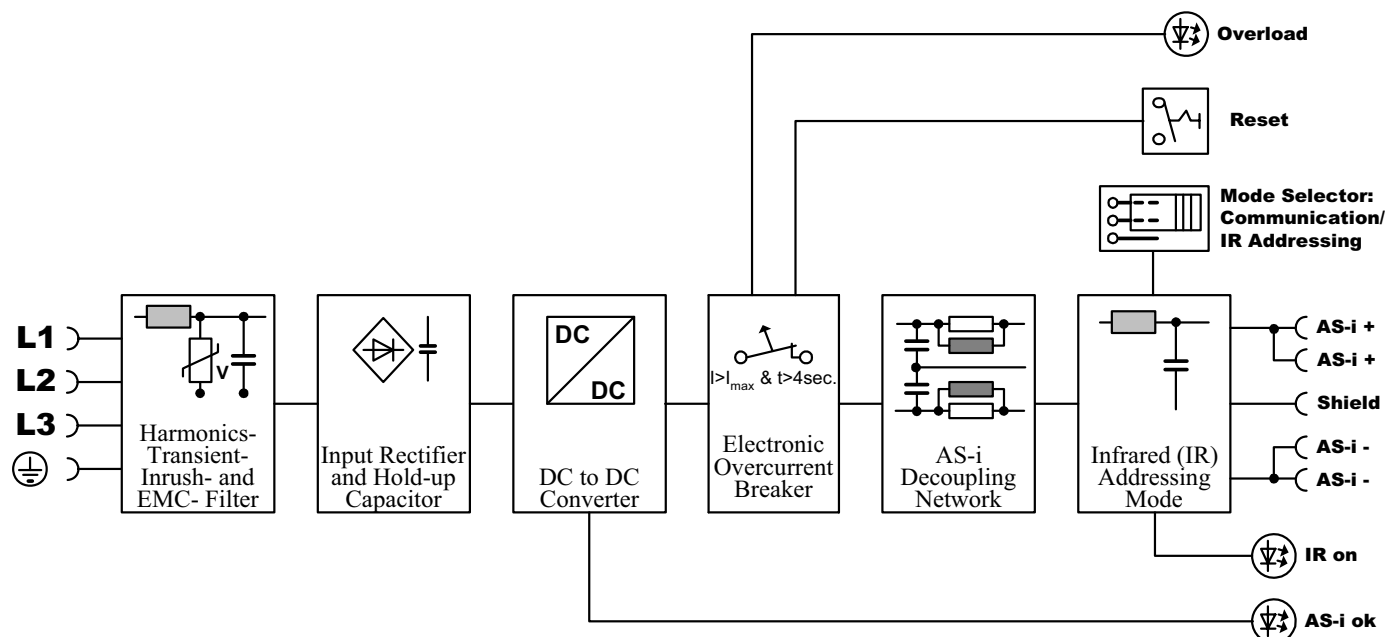 Overload
Reset
Mode Selector:
Communication/
IR Addressing
L1
L2
L3
V
Harmonics-
Transient-
Inrush- and
EMC- Filter
Input Rectifier
and Hold-up
Capacitor
DC
DC
DC to DC
Converter
I>Imax & t>4sec.
Electronic
Overcurrent
Breaker
AS-i
Decoupling
Network
Infrared (IR)
Addressing
Mode
AS-i +
AS-i +
Shield
AS-i -
AS-i -
IR on
AS-i ok